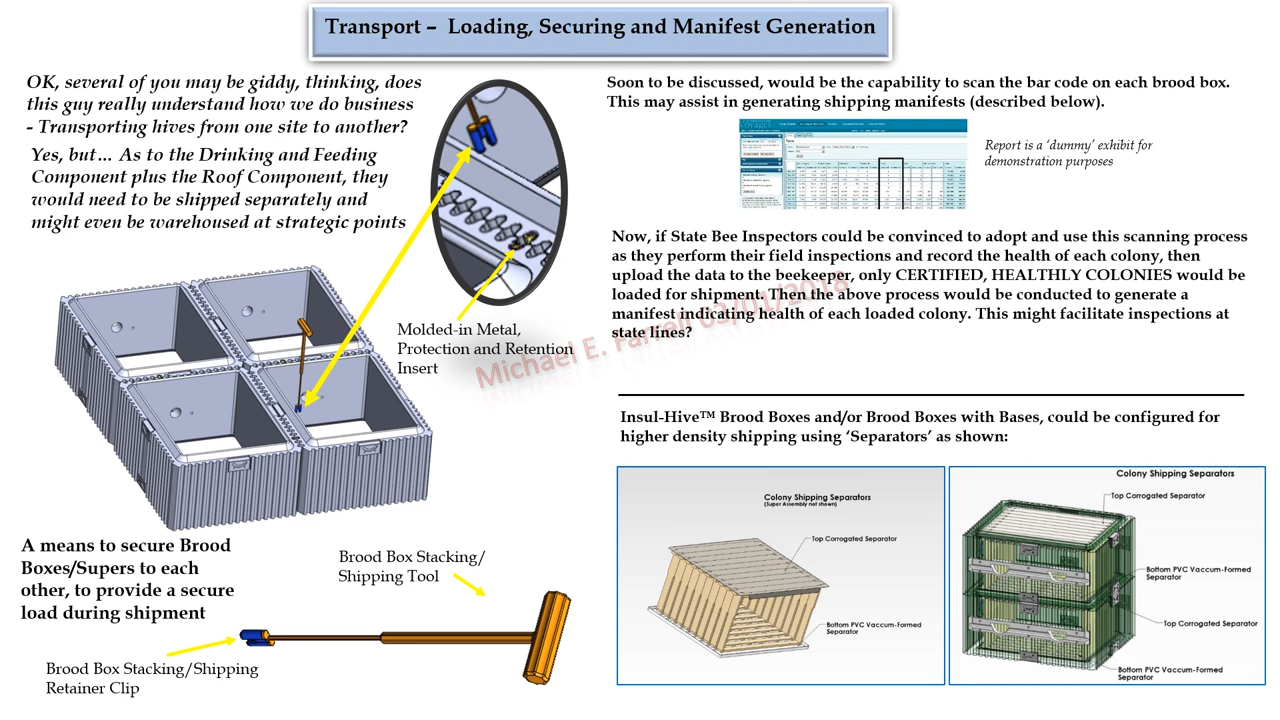 Transport –  Loading, Securing and Manifest Generation
OK, several of you may be giddy, thinking, does
this guy really understand how we do business
- Transporting hives from one site to another?
Yes, but… As to the Drinking and Feeding
Component plus the Roof Component, they
would need to be shipped separately and
might even be warehoused at strategic points
Molded-in Metal,
Protection and Retention
Insert
A means to secure Brood
Boxes/Supers to each
other, to provide a secure
load during shipment
Brood Box Stacking/
Shipping Tool
Brood Box Stacking/Shipping
Retainer Clip
Soon to be discussed, would be the capability to scan the bar code on each brood box.
This may assist in generating shipping manifests (described below).
Report is a ‘dummy’ exhibit for
demonstration purposes
Now, if State Bee Inspectors could be convinced to adopt and use this scanning process
as they perform their field inspections and record the health of each colony, then
upload the data to the beekeeper, only CERTIFIED, HEALTHLY COLONIES would be
loaded for shipment. Then the above process would be conducted to generate a
manifest indicating health of each loaded colony. This might facilitate inspections at
state lines?
Michael E. Farrell 03/01/2018
Insul-Hive™ Brood Boxes and/or Brood Boxes with Bases, could be configured for
higher density shipping using ‘Separators’ as shown:
Colony Shipping Separators
(Super Assembly not shown)
Top Corrogated Separator
Bottom PVC Vaccum-Formed
Separator
Colony Shipping Separators
Top Corrogated Separator
Bottom PVC Vaccum-Formed
Separator
Top Corrogated Separator
Bottom PVC Vaccum-Formed
Separator